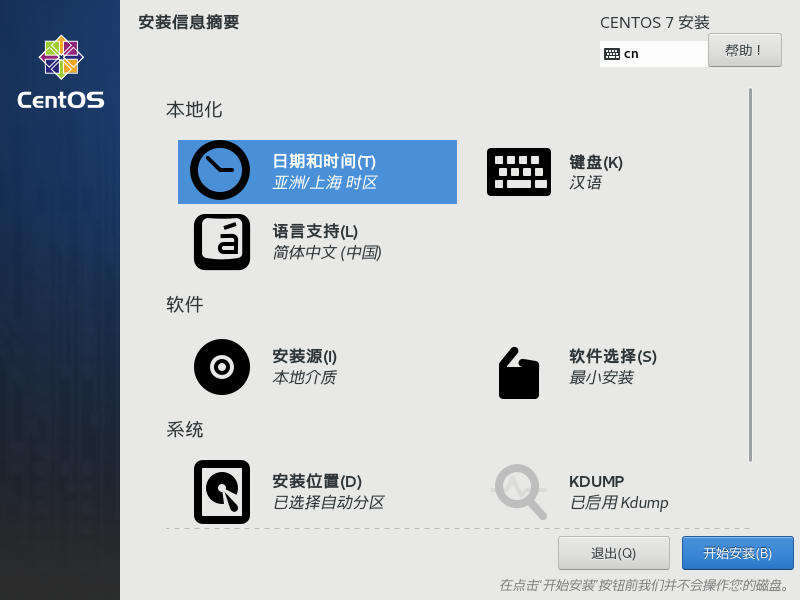 CentOS
安装信息摘要
CENTOS 7 安装
cn
帮助！
本地化
日期和时间(T)
亚洲/上海 时区
键盘(K)
汉语
语言支持(L)
简体中文 (中国)
软件
安装源(I)
本地介质
软件选择(S)
最小安装
系统
安装位置(D)
已选择自动分区
KDUMP
已启用 Kdump
退出(Q)
开始安装(B)
在点击'开始安装'按钮前我们并不会操作您的磁盘。